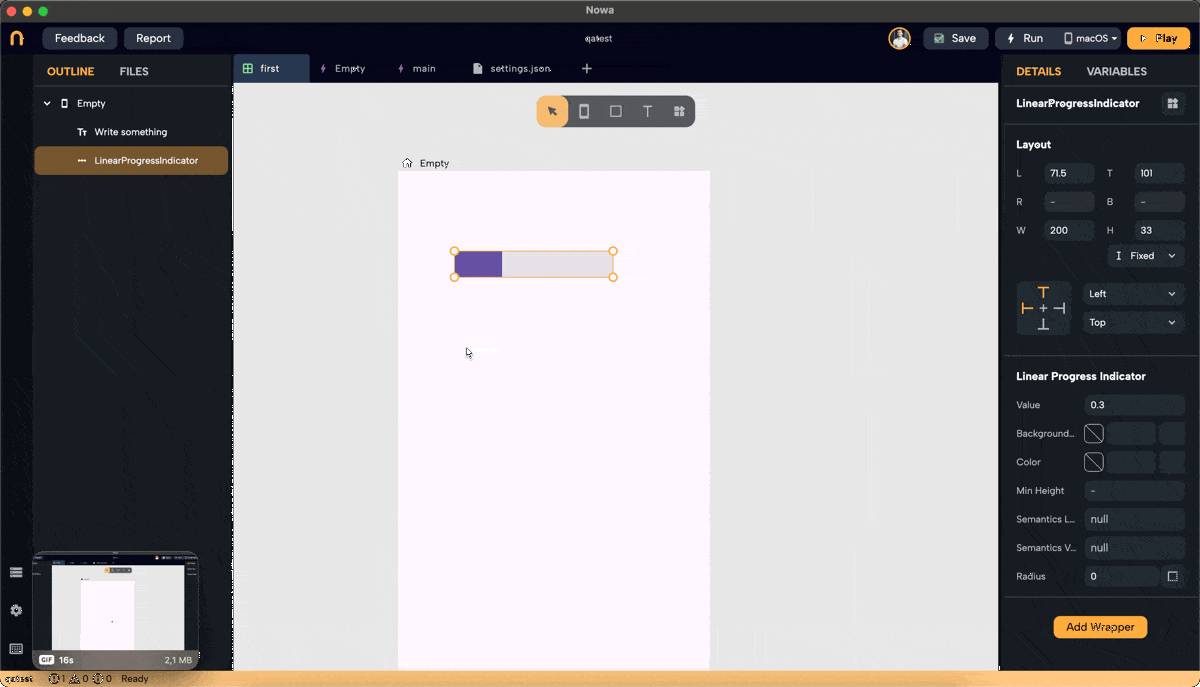 Nowa
Feedback
Report
qatest
Save
Run
macOS
Play
OUTLINE
FILES
first
Empty
main
settings.json
DETAILS
VARIABLES
Empty
Tт Write something
LinearProgressIndicator
Empty
LinearProgressIndicator
Layout
L 71.5 T 101
R - B -
W 200 H 33
Fixed
Left
Top
Linear Progress Indicator
Value 0.3
Background...
Color
Min Height -
Semantics L... null
Semantics V... null
Radius 0
Add Wrapper
GIF 16s 2,1 MB
qatest 1 0 0 Ready